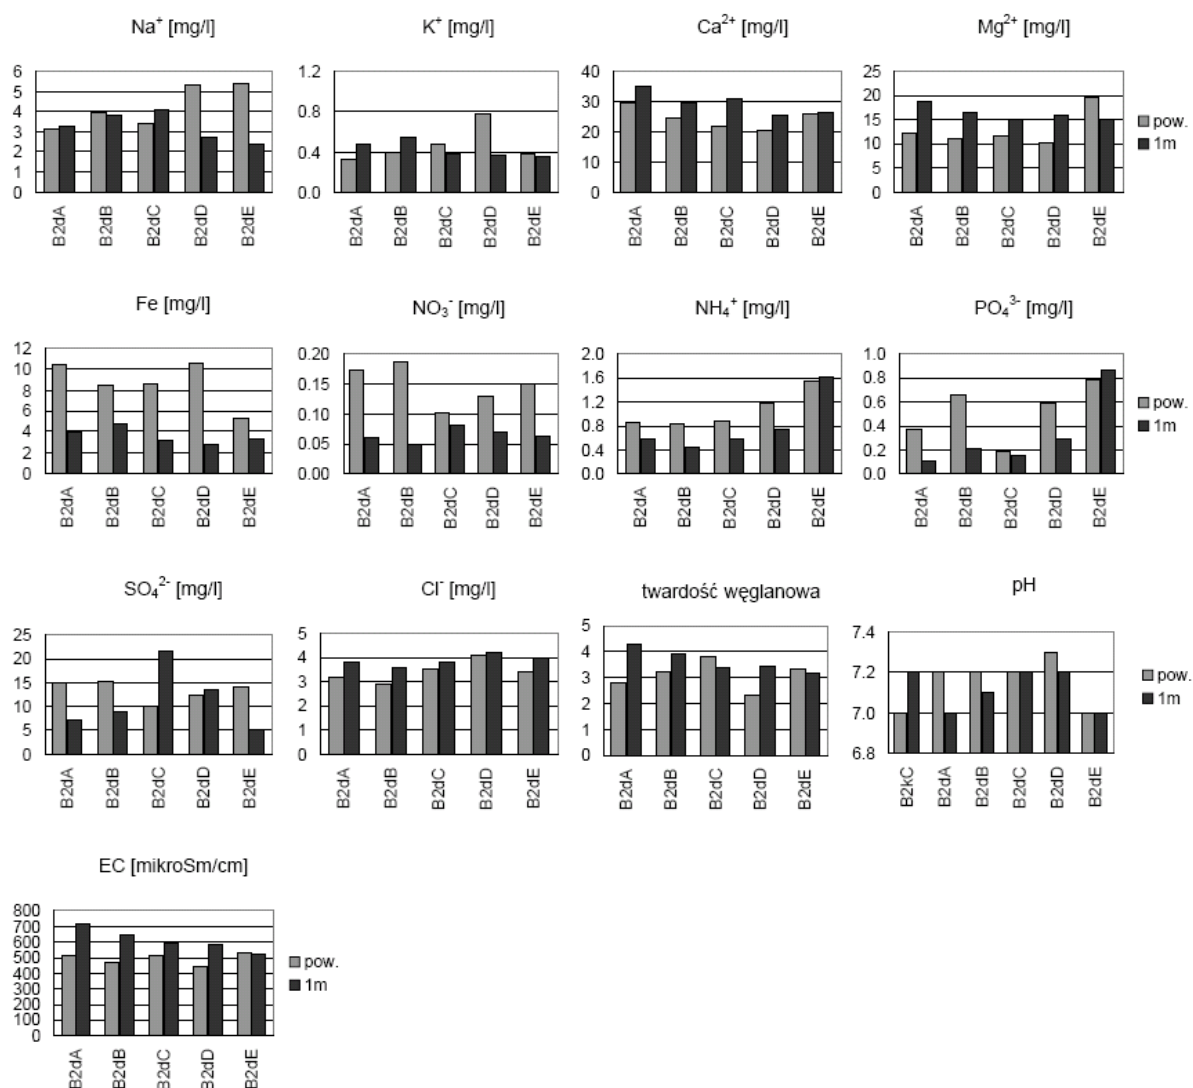 Na⁺ [mg/l]
6
5
4
3
2
1
0
B2dA
B2dB
B2dC
B2dD
B2dE
K⁺ [mg/l]
1.2
0.8
0.4
0.0
B2dA
B2dB
B2dC
B2dD
B2dE
Ca²⁺ [mg/l]
40
30
20
10
0
B2dA
B2dB
B2dC
B2dD
B2dE
Mg²⁺ [mg/l]
25
20
15
10
5
0
B2dA
B2dB
B2dC
B2dD
B2dE
pow.
1m
Fe [mg/l]
12
10
8
6
4
2
0
B2dA
B2dB
B2dC
B2dD
B2dE
NO₃⁻ [mg/l]
0.20
0.15
0.10
0.05
0.00
B2dA
B2dB
B2dC
B2dD
B2dE
NH₄⁺ [mg/l]
2.0
1.6
1.2
0.8
0.4
0.0
B2dA
B2dB
B2dC
B2dD
B2dE
PO₄³⁻ [mg/l]
1.0
0.8
0.6
0.4
0.2
0.0
B2dA
B2dB
B2dC
B2dD
B2dE
pow.
1m
SO₄²⁻ [mg/l]
25
20
15
10
5
0
B2dA
B2dB
B2dC
B2dD
B2dE
Cl⁻ [mg/l]
5
4
3
2
1
0
B2dA
B2dB
B2dC
B2dD
B2dE
twardość węglanowa
5
4
3
2
1
0
B2dA
B2dB
B2dC
B2dD
B2dE
pH
7.4
7.2
7.0
6.8
B2kC
B2dA
B2dB
B2dC
B2dD
B2dE
pow.
1m
EC [mikroSm/cm]
800
700
600
500
400
300
200
100
0
B2dA
B2dB
B2dC
B2dD
B2dE
pow.
1m